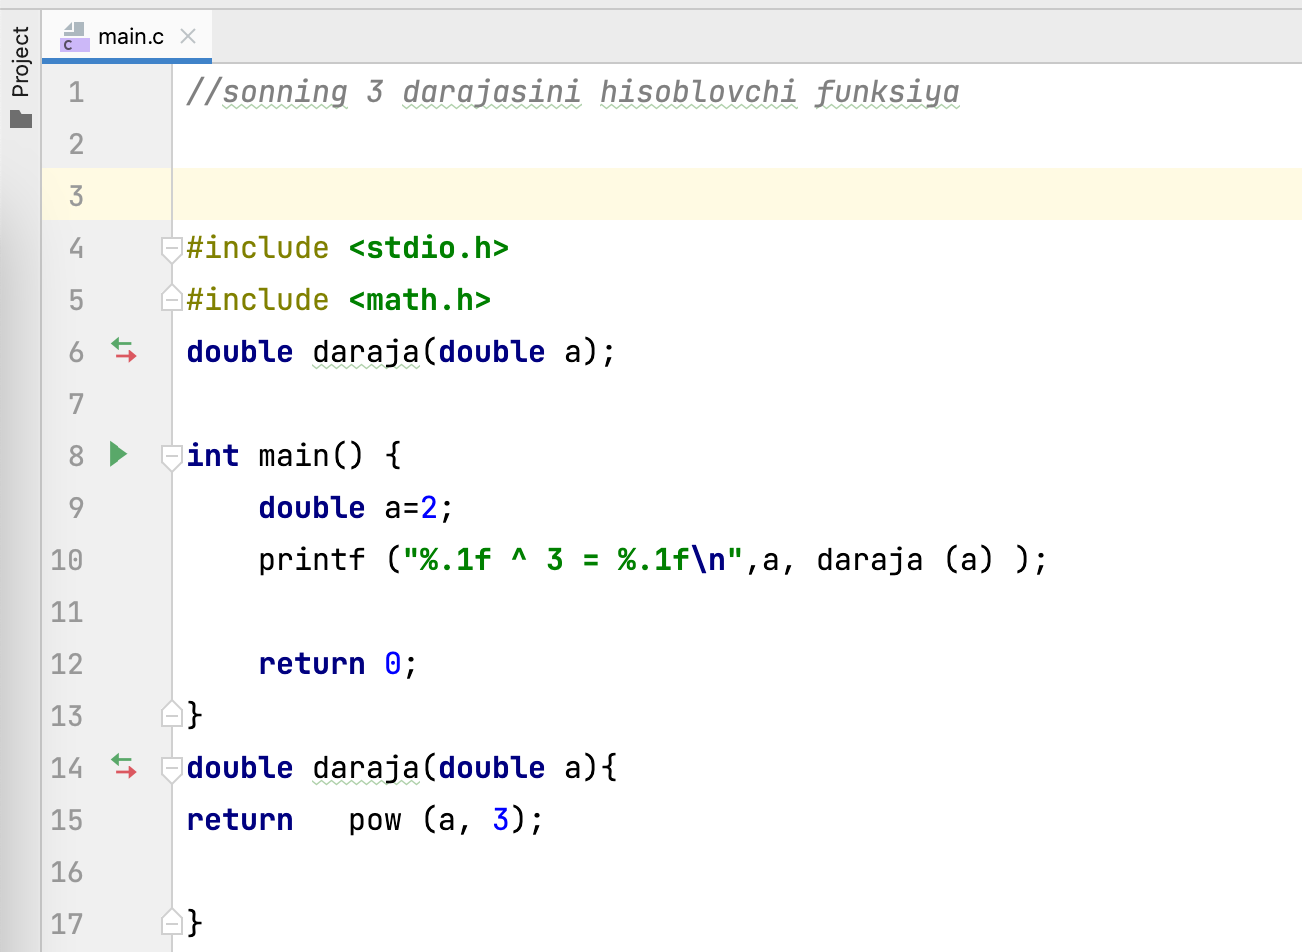 Project
main.c
1 //sonning 3 darajasini hisoblovchi funksiya
2
3
4 #include <stdio.h>
5 #include <math.h>
6 double daraja(double a);
7
8 int main() {
9     double a=2;
10     printf ("%.1f ^ 3 = %.1f\n",a, daraja (a) );
11
12     return 0;
13 }
14 double daraja(double a){
15 return   pow (a, 3);
16
17 }